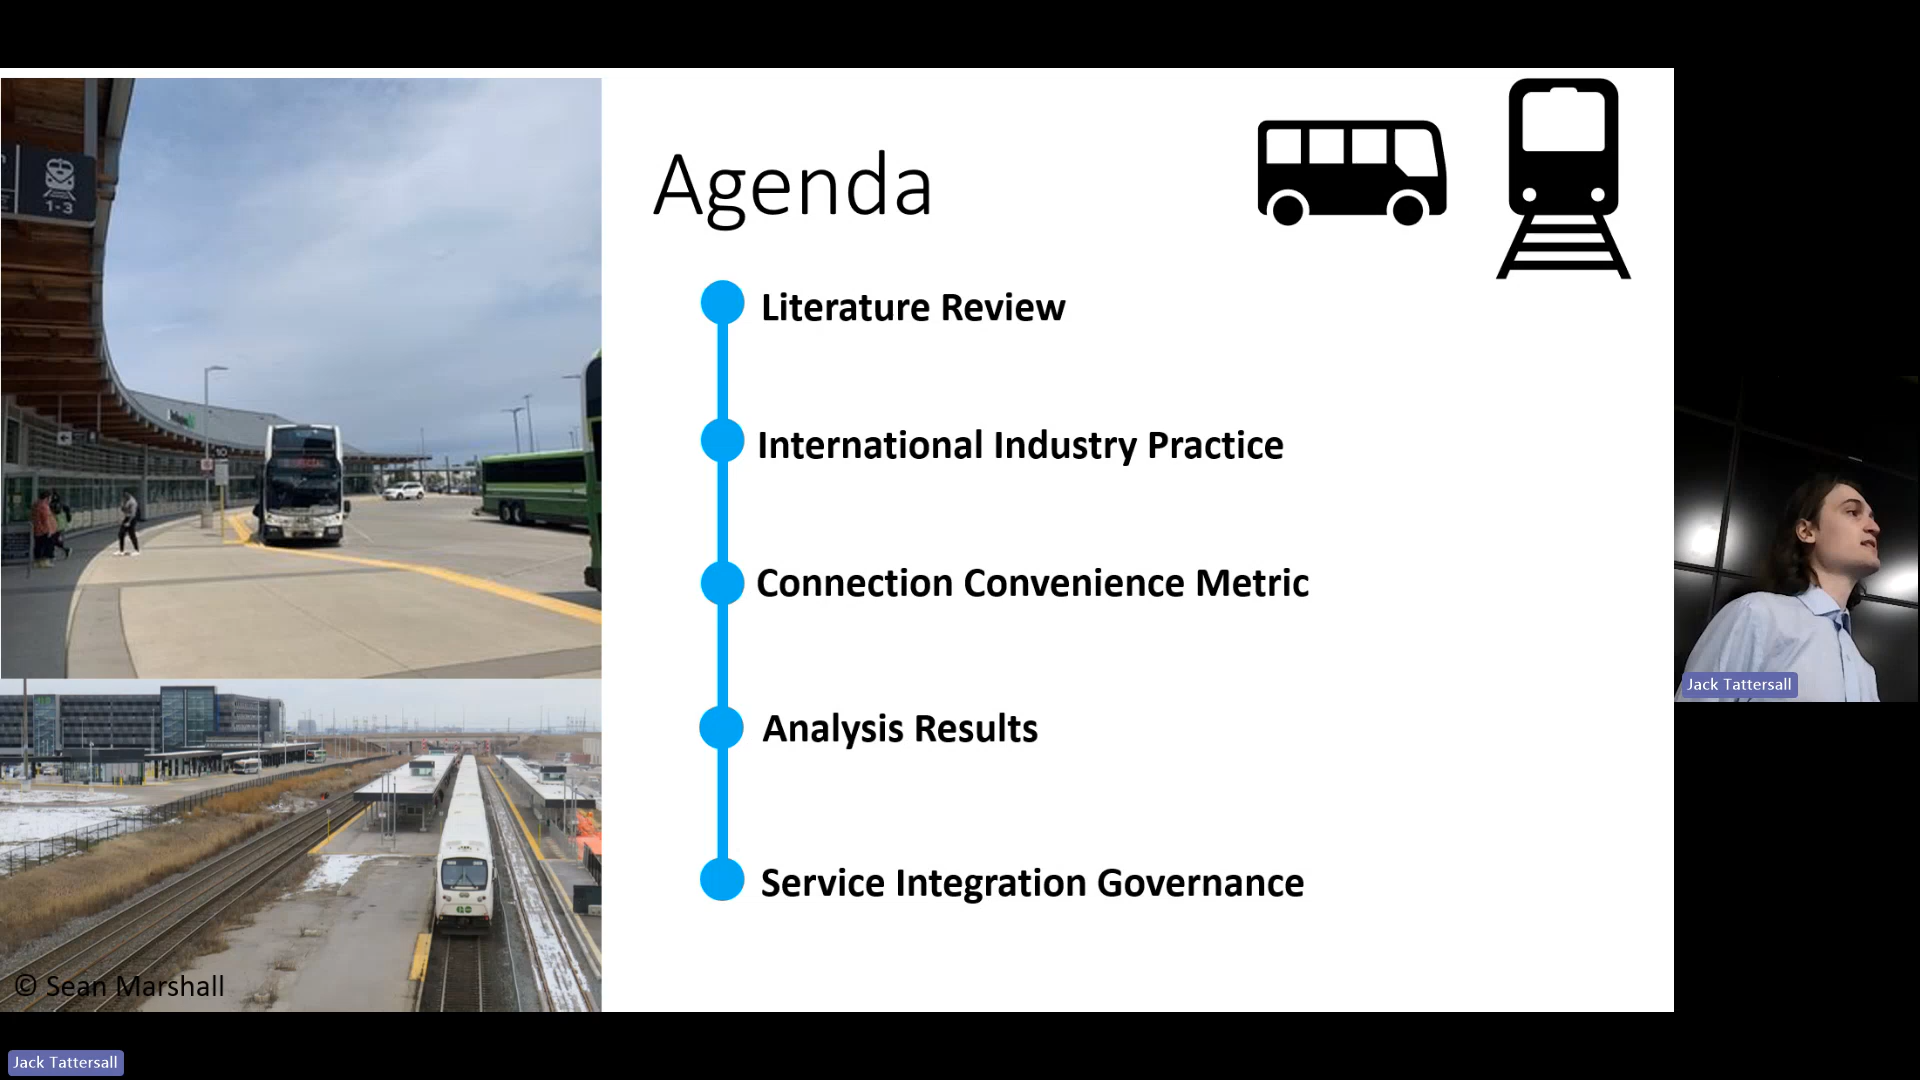 Agenda
Literature Review
International Industry Practice
Connection Convenience Metric
Analysis Results
Service Integration Governance
1-3
10
© Sean Marshall
Jack Tattersall
Jack Tattersall